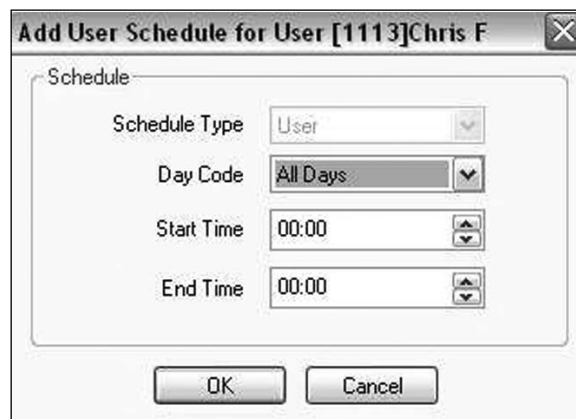 Add User Schedule for User [1113]Chris F
Schedule
Schedule Type User
Day Code All Days
Start Time 00:00
End Time 00:00
OK Cancel